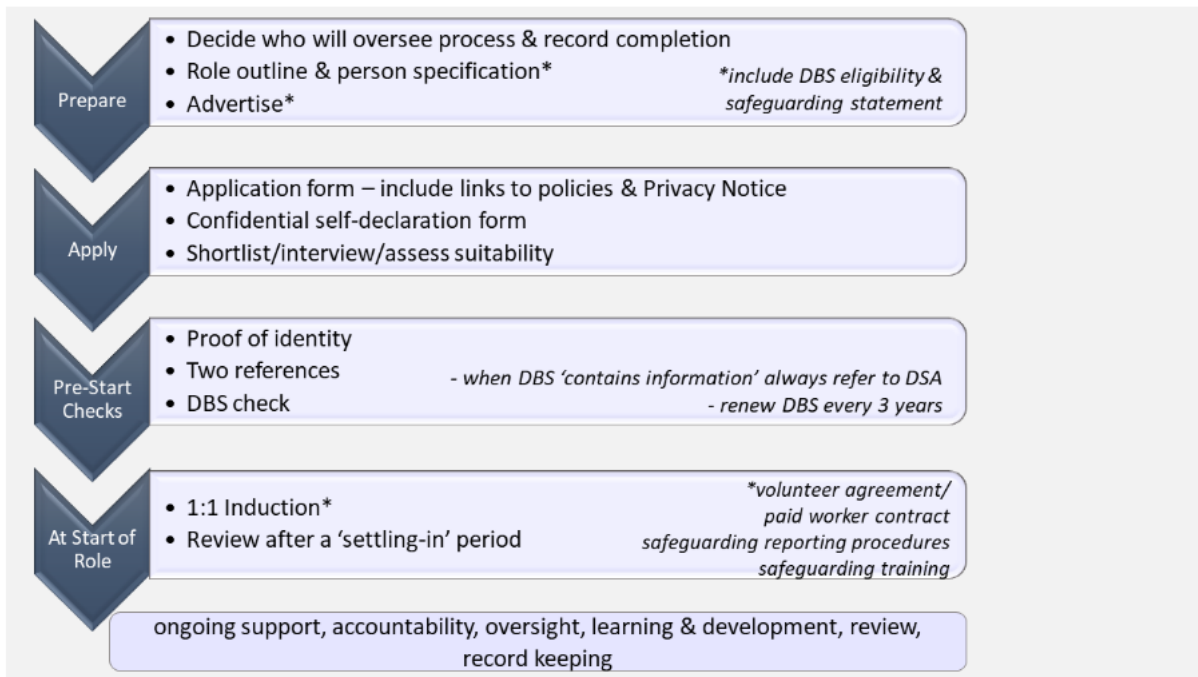 Prepare
• Decide who will oversee process & record completion
• Role outline & person specification*
• Advertise*
*include DBS eligibility &
safeguarding statement
Apply
• Application form – include links to policies & Privacy Notice
• Confidential self-declaration form
• Shortlist/interview/assess suitability
Pre-Start
Checks
• Proof of identity
• Two references
• DBS check
- when DBS ‘contains information’ always refer to DSA
- renew DBS every 3 years
At Start of
Role
• 1:1 Induction*
• Review after a ‘settling-in’ period
*volunteer agreement/
paid worker contract
safeguarding reporting procedures
safeguarding training
ongoing support, accountability, oversight, learning & development, review,
record keeping